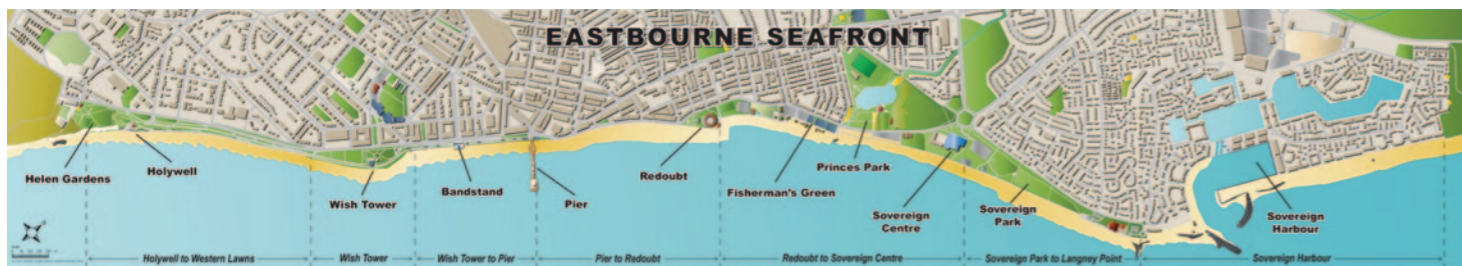 EASTBOURNE SEAFRONT
Helen Gardens
Holywell
Wish Tower
Bandstand
Pier
Redoubt
Fisherman's Green
Princes Park
Sovereign
Centre
Sovereign
Park
Sovereign
Harbour
Holywell to Western Lawns
Wish Tower
Wish Tower to Pier
Pier to Redoubt
Redoubt to Sovereign Centre
Sovereign Park to Langney Point
Sovereign Harbour